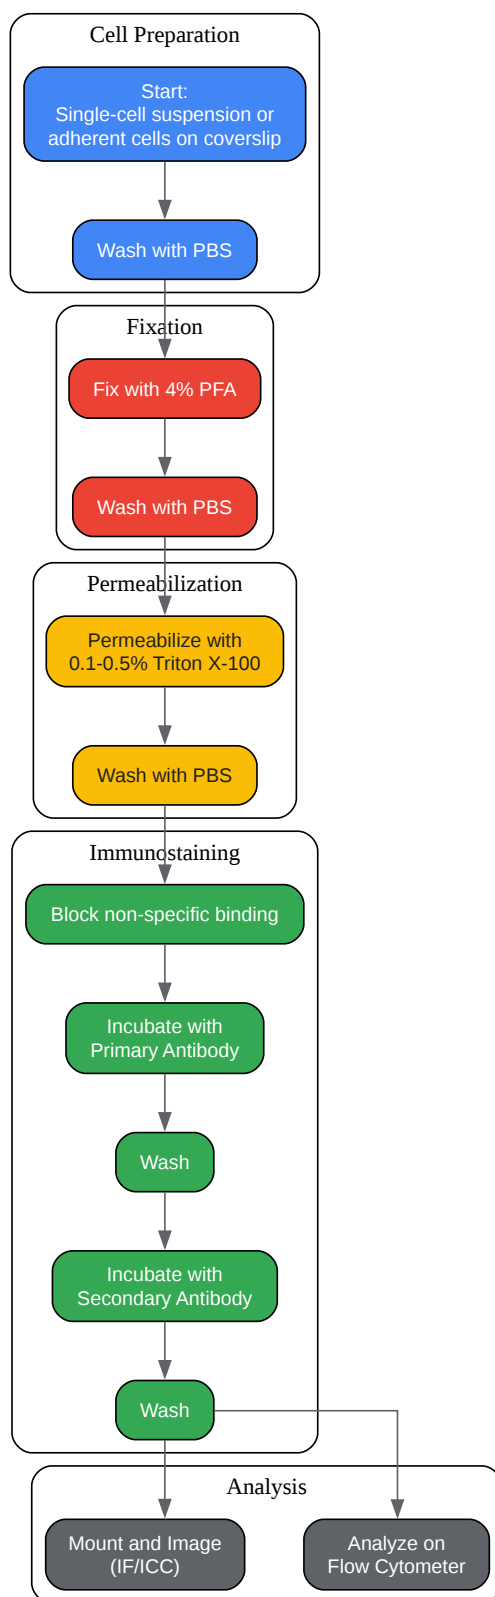 Cell Preparation
Start:
Single-cell suspension or
adherent cells on coverslip
Wash with PBS
Fixation
Fix with 4% PFA
Wash with PBS
Permeabilization
Permeabilize with
0.1-0.5% Triton X-100
Wash with PBS
Immunostaining
Block non-specific binding
Incubate with
Primary Antibody
Wash
Incubate with
Secondary Antibody
Wash
Analysis
Mount and Image
(IF/ICC)
Analyze on
Flow Cytometer